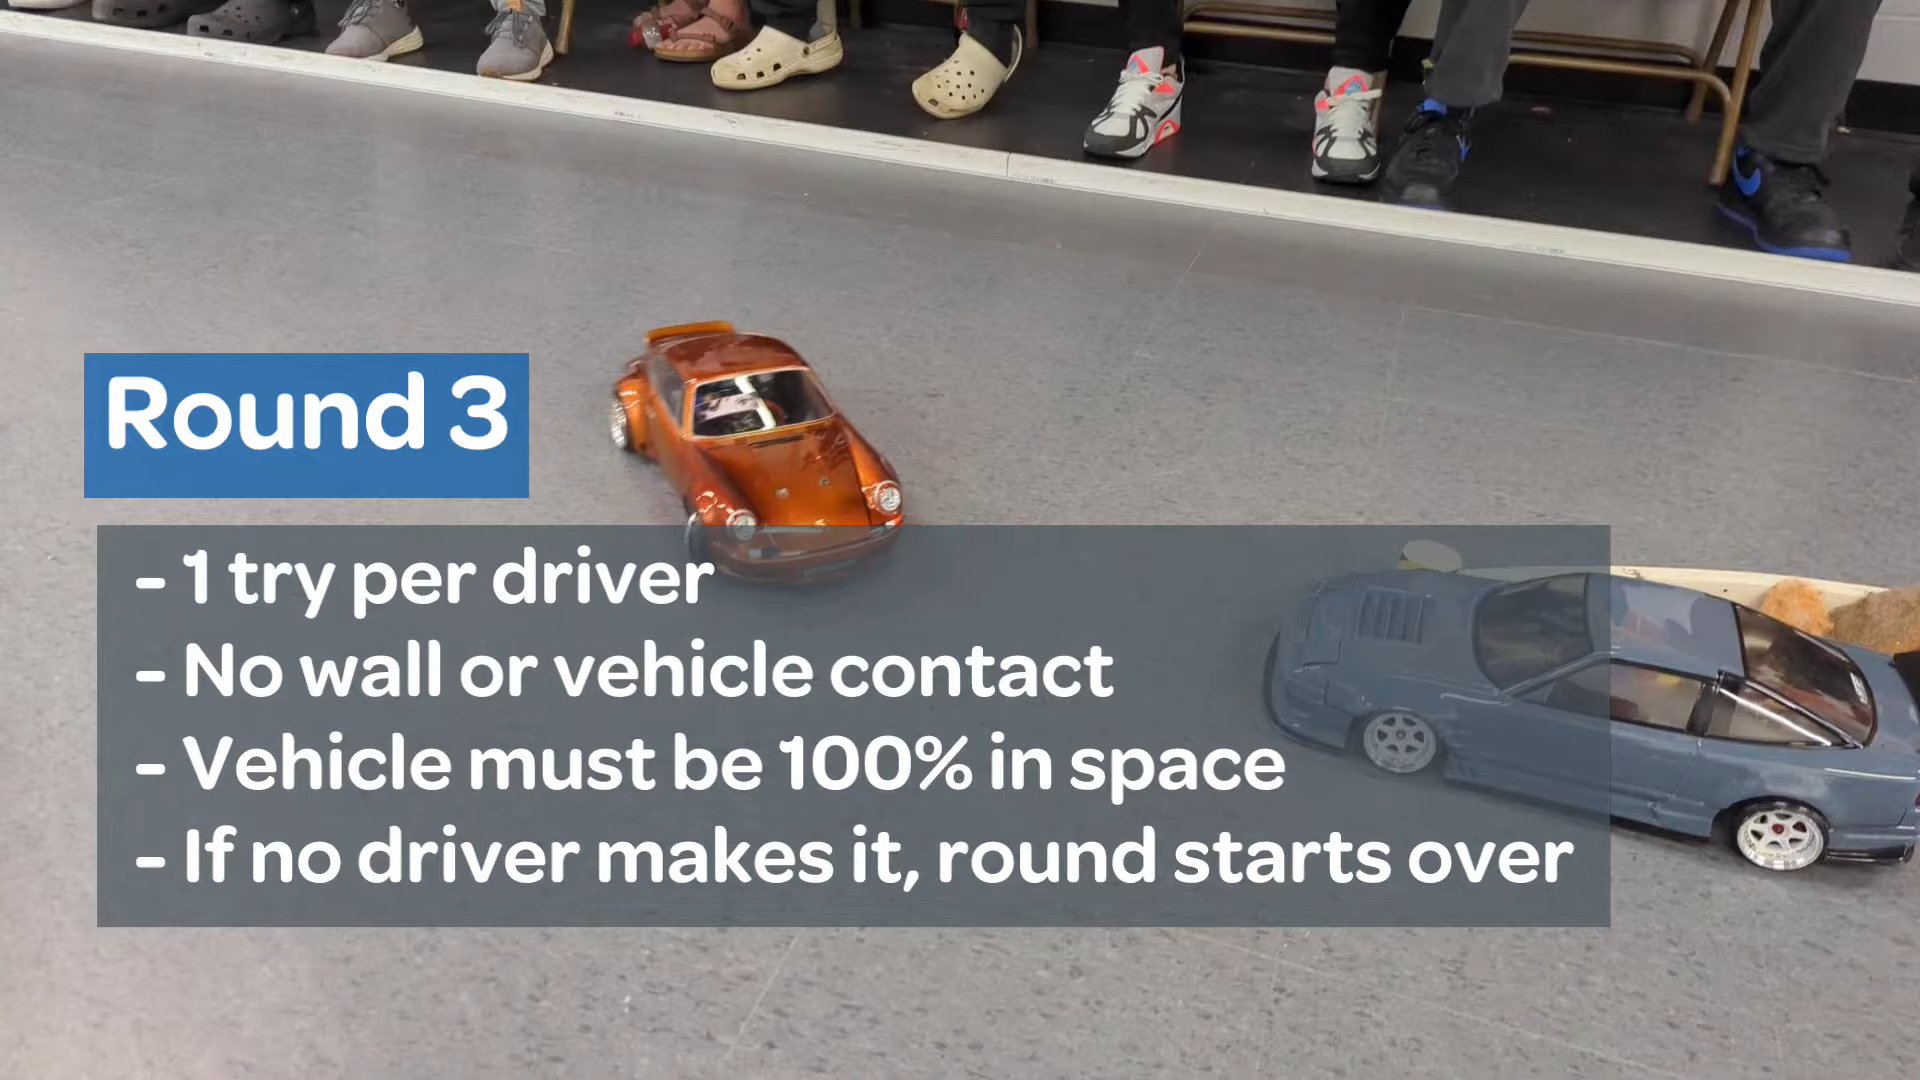 Round 3
- 1 try per driver
- No wall or vehicle contact
- Vehicle must be 100% in space
- If no driver makes it, round starts over